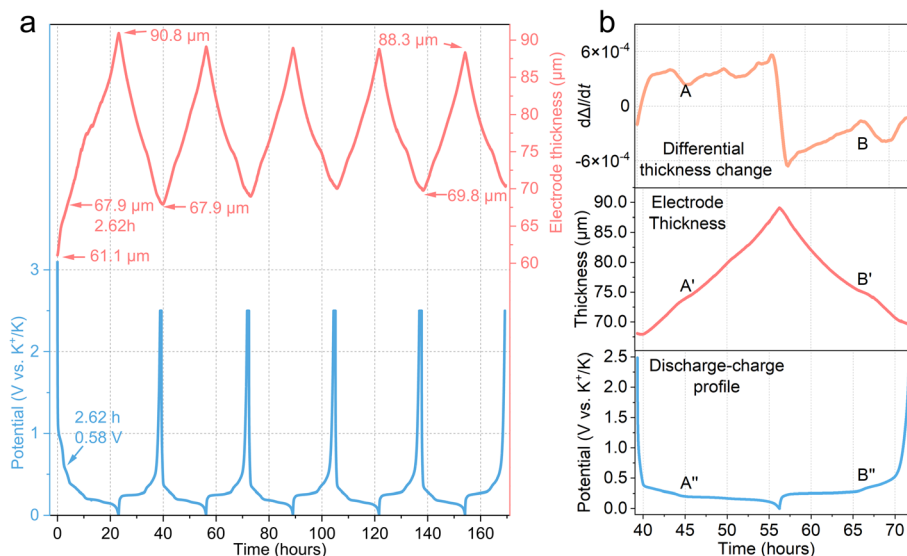 a
90.8 µm
88.3 µm
67.9 µm
2.62h
67.9 µm
69.8 µm
61.1 µm
90
85
80
75
70
65
60
Electrode thickness (µm)
3
2
1
0
Potential (V vs. K⁺/K)
2.62 h
0.58 V
0 20 40 60 80 100 120 140 160
Time (hours)
b
6×10⁻⁴
0
-6×10⁻⁴
dΔl/dt
A
B
Differential
thickness change
90.0
85.0
80.0
75.0
70.0
Thickness (µm)
Electrode
Thickness
A'
B'
2.5
2.0
1.5
1.0
0.5
0.0
Potential (V vs. K⁺/K)
Discharge-charge
profile
A"
B"
40 45 50 55 60 65 70
Time (hours)